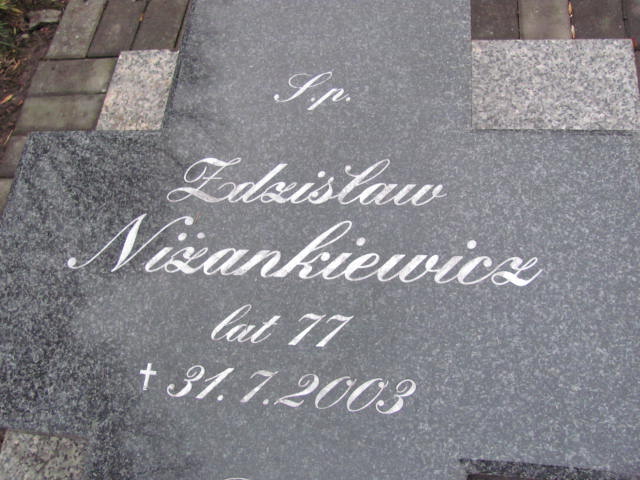 Ś.p.
Zdzisław
Niżankiewicz
lat 77
† 31.7.2003